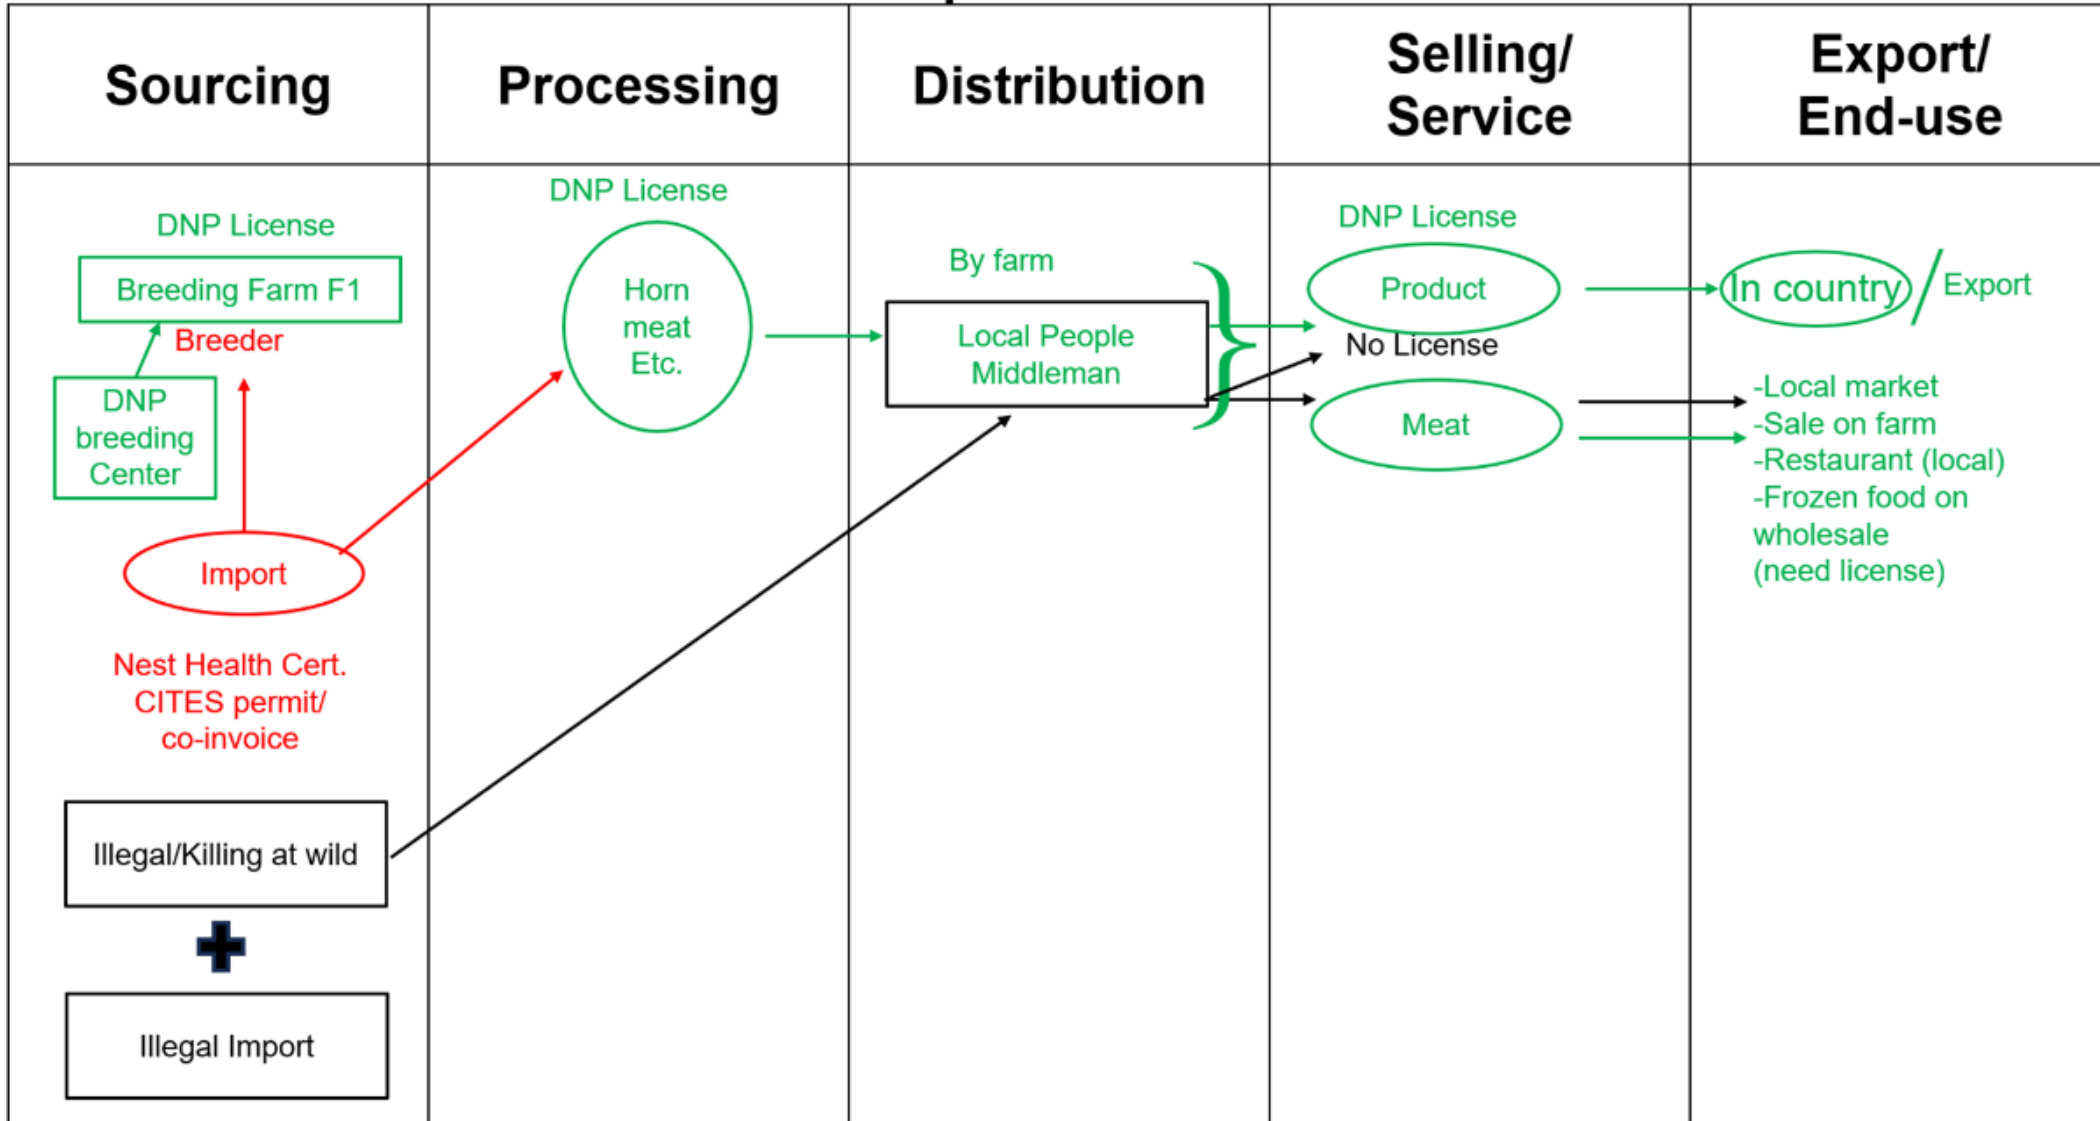 Sourcing
Processing
Distribution
Selling/
Service
Export/
End-use
DNP License
Breeding Farm F1
Breeder
DNP
breeding
Center
Import
Nest Health Cert.
CITES permit/
co-invoice
Illegal/Killing at wild
Illegal Import
DNP License
Horn
meat
Etc.
By farm
Local People
Middleman
DNP License
Product
No License
Meat
In country
/
Export
-Local market
-Sale on farm
-Restaurant (local)
-Frozen food on
wholesale
(need license)